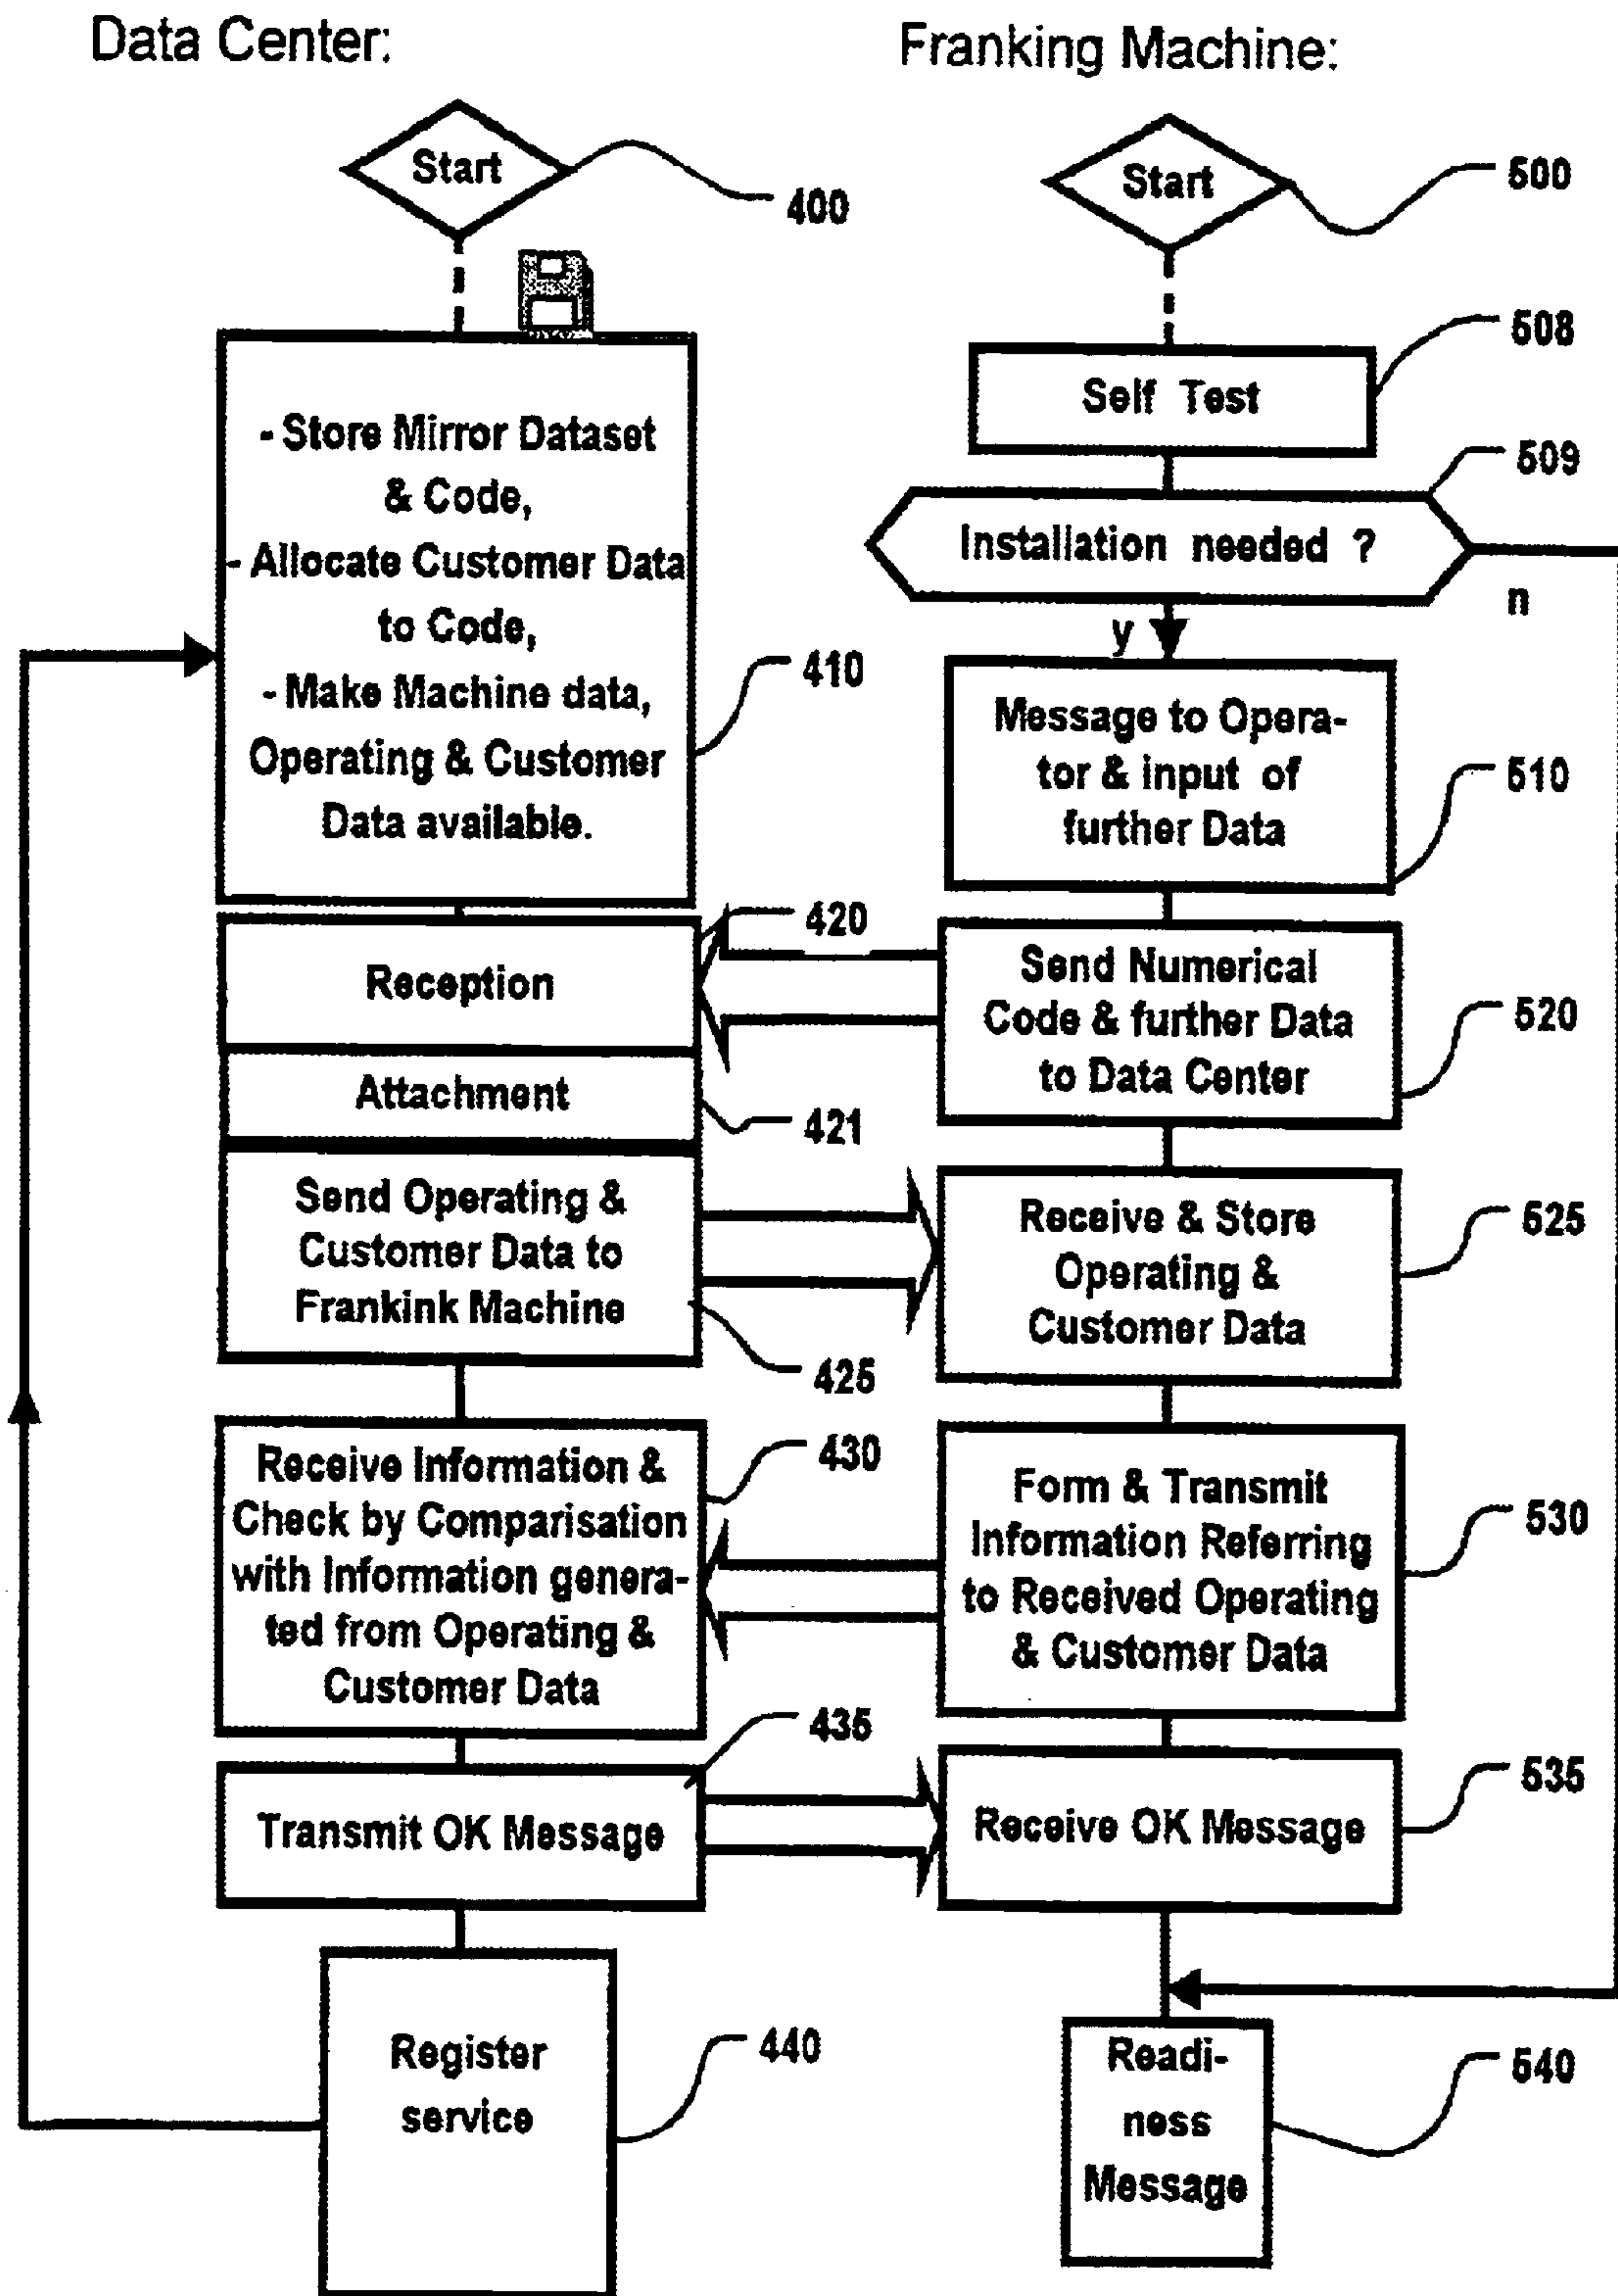 Data Center:
Start
400
- Store Mirror Dataset
& Code,
- Allocate Customer Data
to Code,
- Make Machine data,
Operating & Customer
Data available.
410
420
Reception
Attachment
421
Send Operating &
Customer Data to
Frankink Machine
425
Receive Information &
Check by Comparisation
with Information genera-
ted from Operating &
Customer Data
430
435
Transmit OK Message
Register
service
440
Franking Machine:
Start
500
508
Self Test
509
Installation needed ?
n
y
Message to Opera-
tor & input of
further Data
510
Send Numerical
Code & further Data
to Data Center
520
Receive & Store
Operating &
Customer Data
525
Form & Transmit
Information Referring
to Received Operating
& Customer Data
530
Receive OK Message
535
Readi-
ness
Message
540